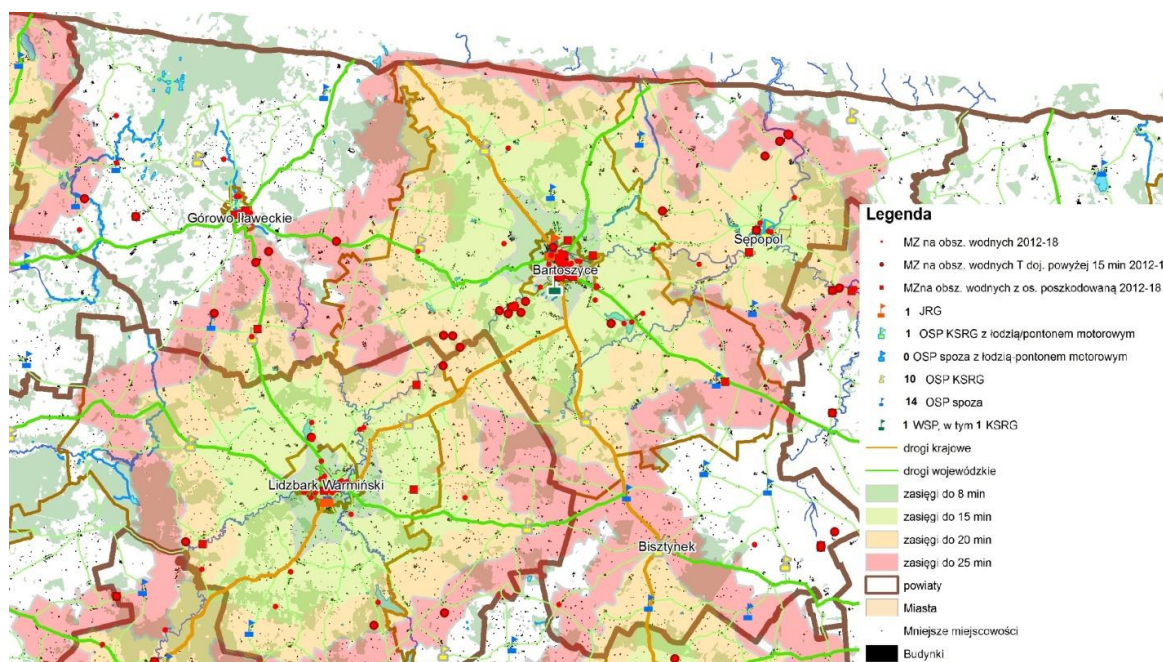 Górowo Iławeckie
Sępopol
Bartoszyce
Lidzbark Warmiński
Bisztynek
Legenda
MZ na obsz. wodnych 2012-18
MZ na obsz. wodnych T doj. powyżej 15 min 2012-1
MZna obsz. wodnych z os. poszkodowaną 2012-18
1 JRG
1 OSP KSRG z łodzią/pontonem motorowym
0 OSP spoza z łodzią-pontonem motorowym
10 OSP KSRG
14 OSP spoza
1 WSP, w tym 1 KSRG
drogi krajowe
drogi wojewódzkie
zasięgi do 8 min
zasięgi do 15 min
zasięgi do 20 min
zasięgi do 25 min
powiaty
Miasta
Mniejsze miejscowości
Budynki